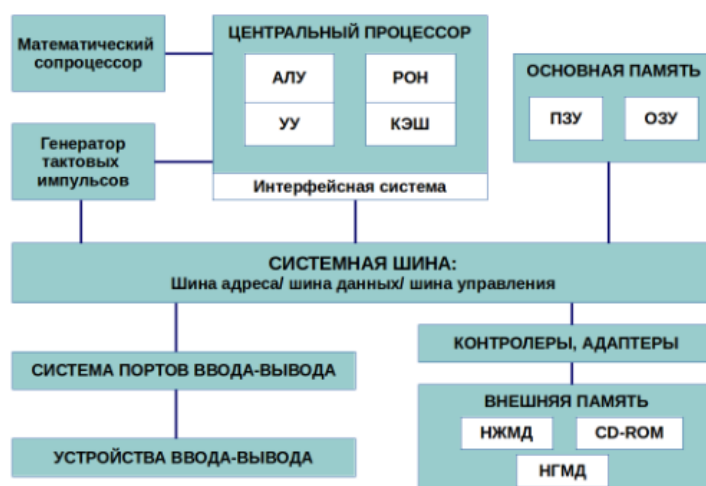 Математический
сопроцессор
ЦЕНТРАЛЬНЫЙ ПРОЦЕССОР
АЛУ
РОН
УУ
КЭШ
Интерфейсная система
ОСНОВНАЯ ПАМЯТЬ
ПЗУ
ОЗУ
Генератор
тактовых
импульсов
СИСТЕМНАЯ ШИНА:
Шина адреса/ шина данных/ шина управления
СИСТЕМА ПОРТОВ ВВОДА-ВЫВОДА
УСТРОЙСТВА ВВОДА-ВЫВОДА
КОНТРОЛЕРЫ, АДАПТЕРЫ
ВНЕШНЯЯ ПАМЯТЬ
НЖМД
CD-ROM
НГМД